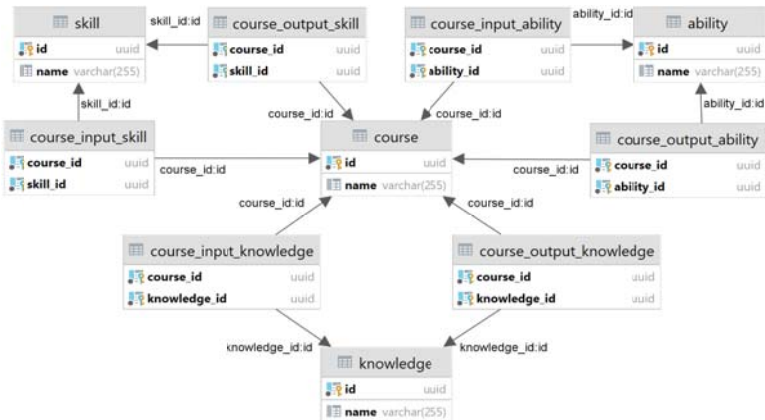 skill
id uuid
name varchar(255)
skill_id:id
course_output_skill
course_id uuid
skill_id uuid
course_input_ability
course_id uuid
ability_id uuid
ability_id:id
ability
id uuid
name varchar(255)
skill_id:id
course_id:id
course_id:id
ability_id:id
course_input_skill
course_id uuid
skill_id uuid
course_id:id
course
id uuid
name varchar(255)
course_id:id
course_output_ability
course_id uuid
ability_id uuid
course_id:id
course_id:id
course_input_knowledge
course_id uuid
knowledge_id uuid
course_output_knowledge
course_id uuid
knowledge_id uuid
knowledge_id:id
knowledge_id:id
knowledge
id uuid
name varchar(255)